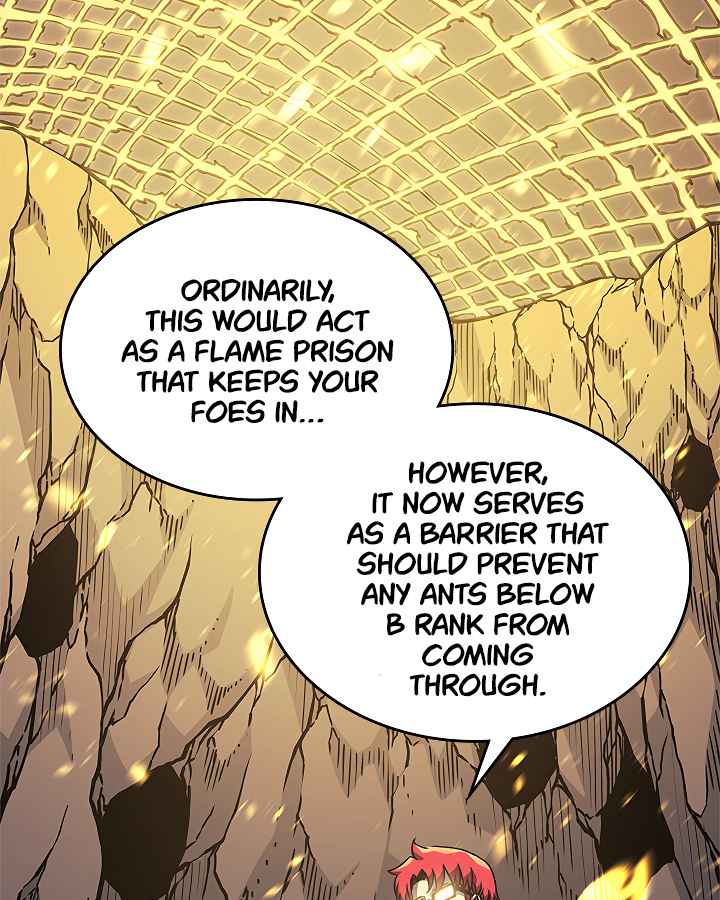 ORDINARILY,
THIS WOULD ACT
AS A FLAME PRISON
THAT KEEPS YOUR
FOES IN...
HOWEVER,
IT NOW SERVES
AS A BARRIER THAT
SHOULD PREVENT
ANY ANTS BELOW
B RANK FROM
COMING
THROUGH.